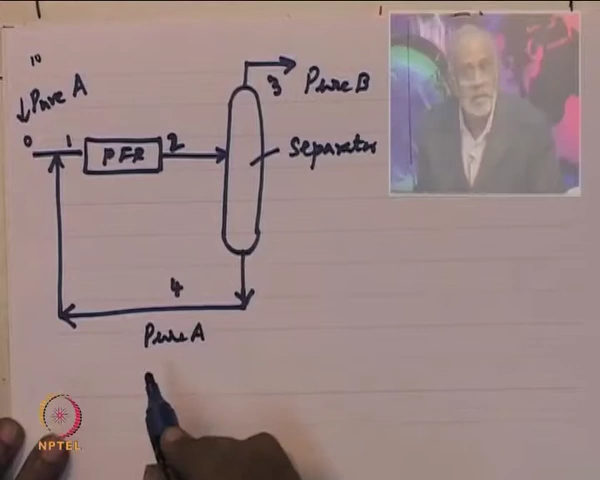 10
Pure A
0
1
PFR
2
3
Pure B
Separator
4
Pure A
NPTEL